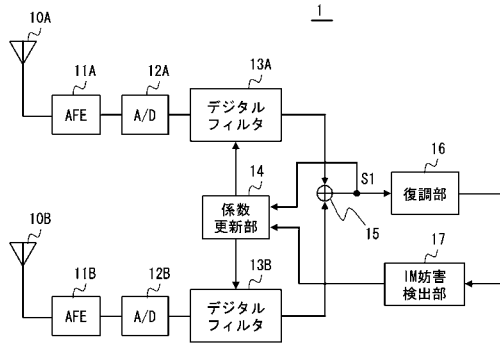 1
10A
11A
AFE
12A
A/D
13A
デジタル
フィルタ
14
係数
更新部
S1
15
16
復調部
10B
11B
AFE
12B
A/D
13B
デジタル
フィルタ
17
IM妨害
検出部